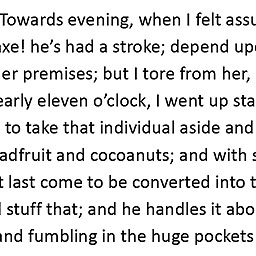 Towards evening, when I felt assu
axe! he’s had a stroke; depend up
er premises; but I tore from her,
early eleven o’clock, I went up sta
to take that individual aside and
adfruit and cocoanuts; and with s
t last come to be converted into t
stuff that; and he handles it abo
and fumbling in the huge pockets